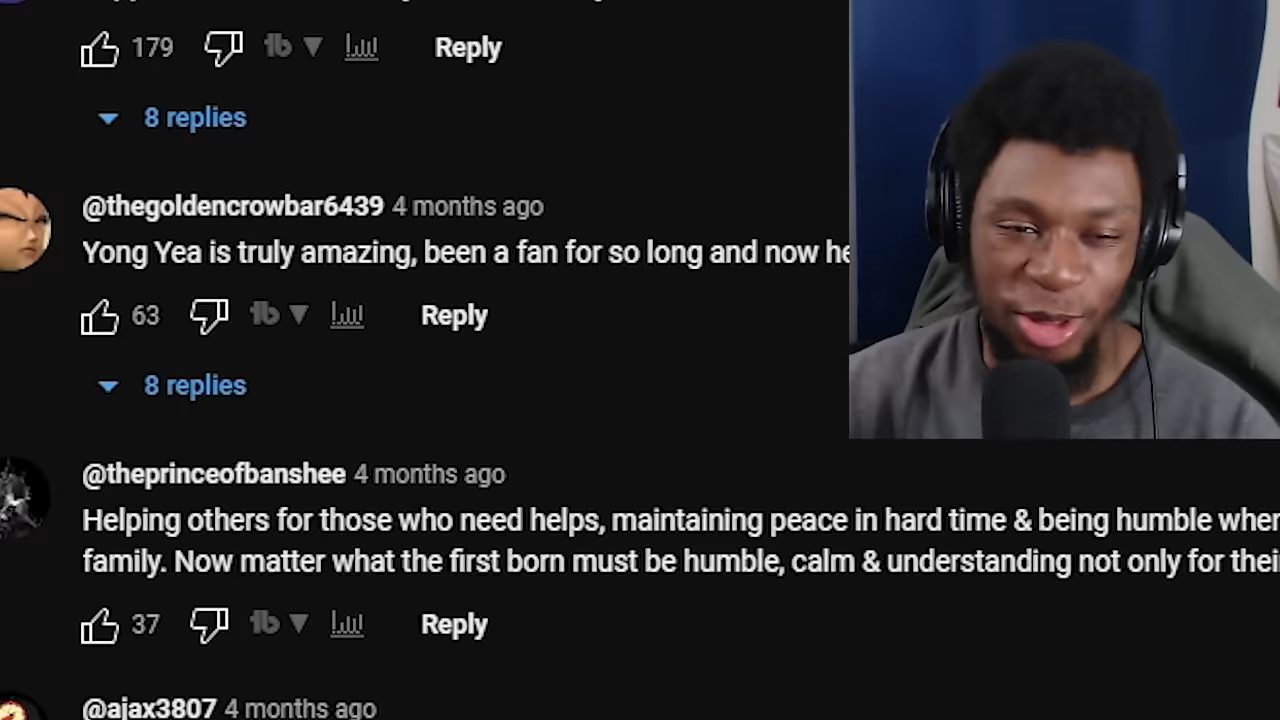 179 Reply
8 replies
@thegoldencrowbar6439 4 months ago
Yong Yea is truly amazing, been a fan for so long and now he
63 Reply
8 replies
@theprinceofbanshee 4 months ago
Helping others for those who need helps, maintaining peace in hard time & being humble when
family. Now matter what the first born must be humble, calm & understanding not only for their
37 Reply
@ajax3807 4 months ago